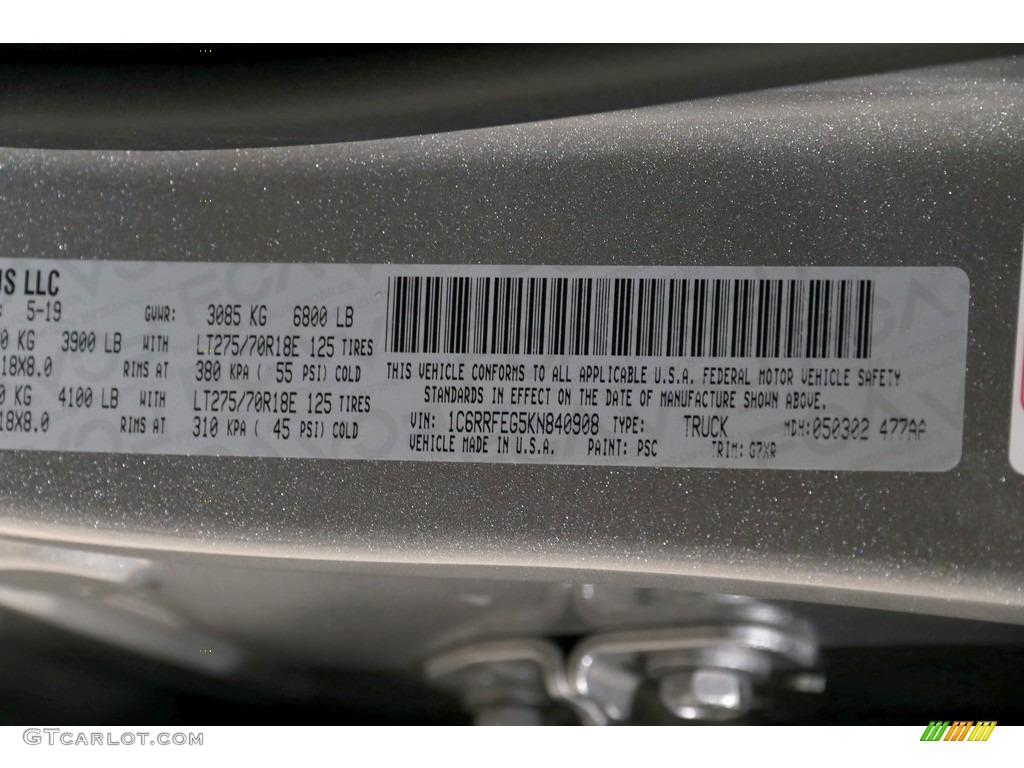 US LLC
5-19 GVWR: 3085 KG 6800 LB
0 KG 3900 LB WITH LT275/70R18E 125 TIRES
18X8.0 RIMS AT 380 KPA ( 55 PSI) COLD
0 KG 4100 LB WITH LT275/70R18E 125 TIRES
18X8.0 RIMS AT 310 KPA ( 45 PSI) COLD
THIS VEHICLE CONFORMS TO ALL APPLICABLE U.S.A. FEDERAL MOTOR VEHICLE SAFETY
STANDARDS IN EFFECT ON THE DATE OF MANUFACTURE SHOWN ABOVE.
VIN: 1C6RRFEG5KN840908 TYPE: TRUCK MDH:050302 477AA
VEHICLE MADE IN U.S.A. PAINT: PSC TRIM: G7XR
GTCarlot.com